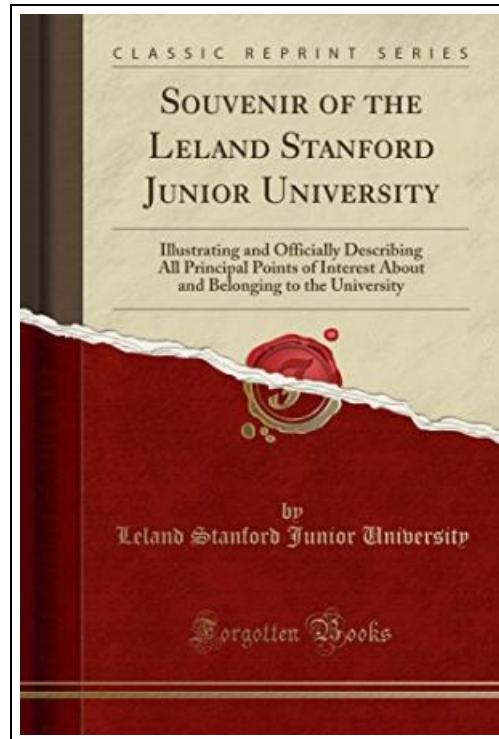 CLASSIC REPRINT SERIES
SOUVENIR OF THE
LELAND STANFORD
JUNIOR UNIVERSITY
Illustrating and Officially Describing
All Principal Points of Interest About
and Belonging to the University
by
Leland Stanford Junior University
Forgotten Books